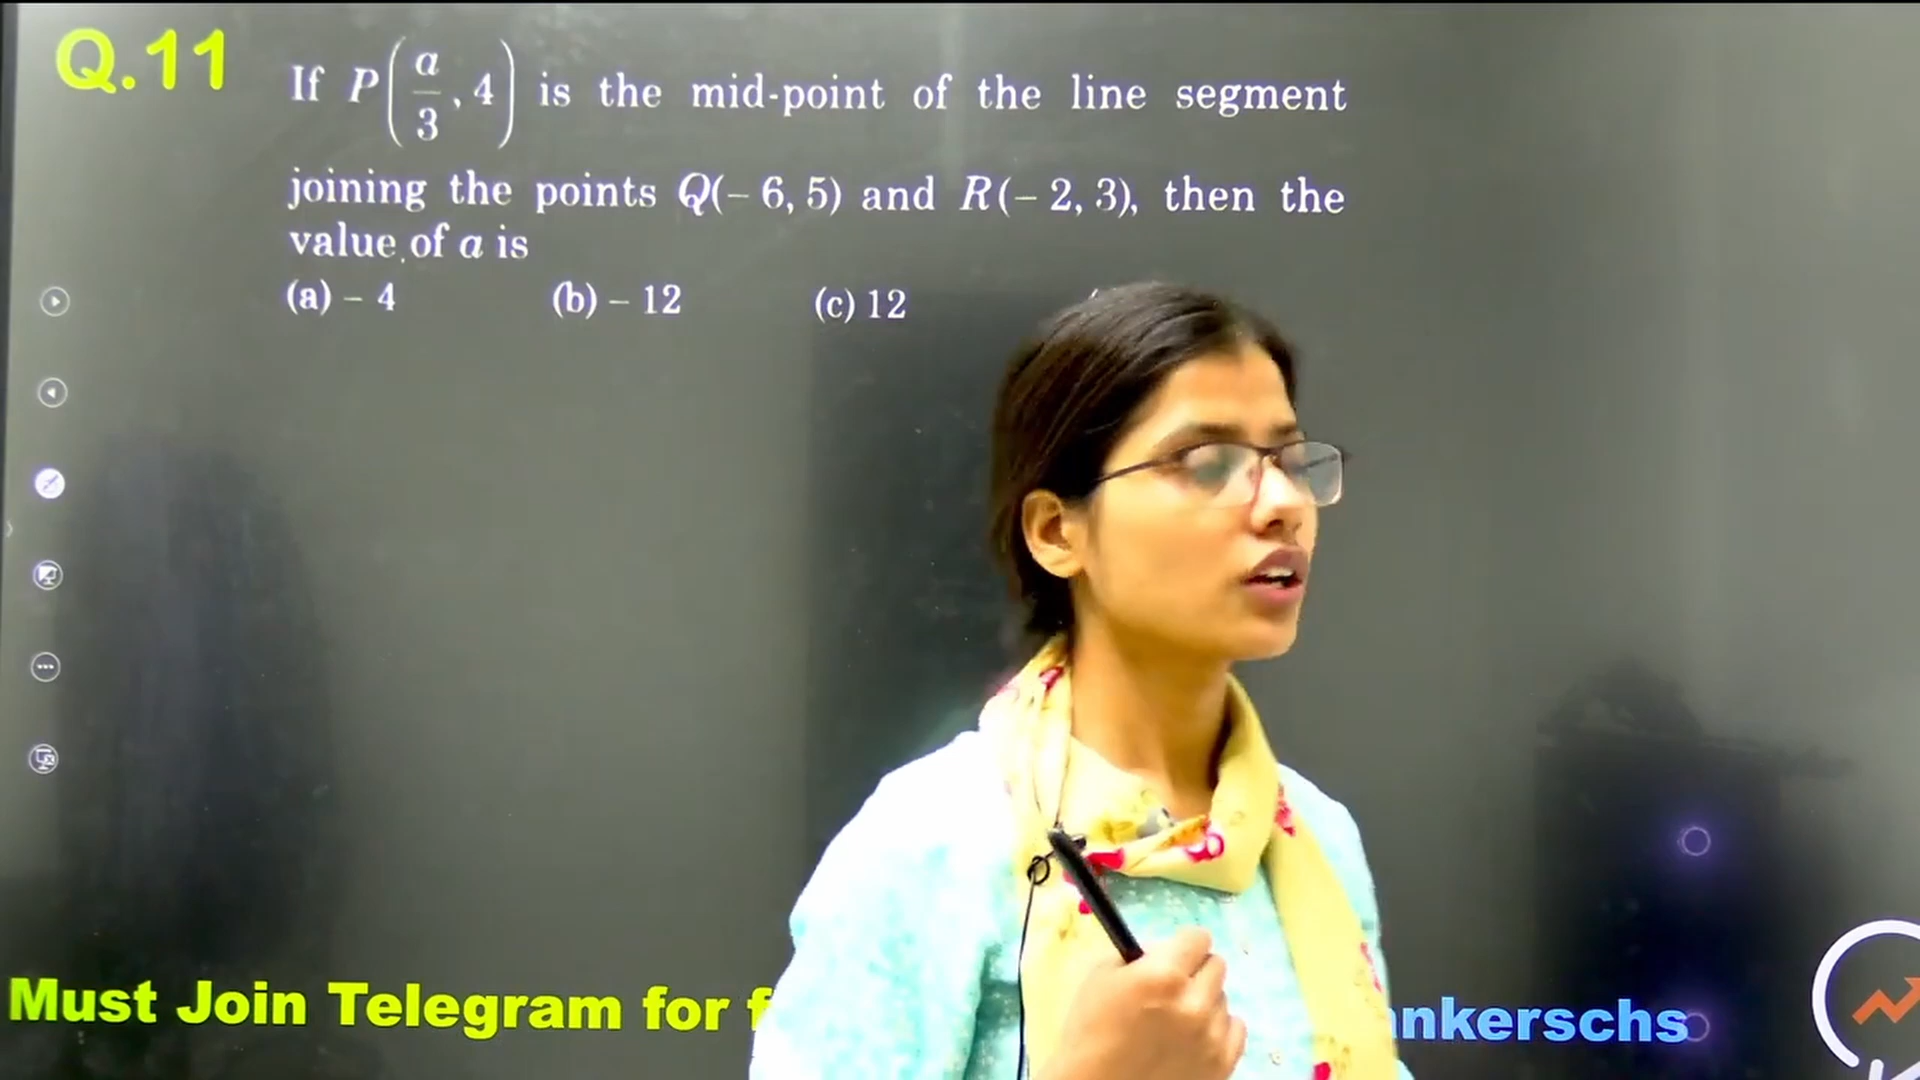 Q.11
If P(a/3, 4) is the mid-point of the line segment
joining the points Q(– 6, 5) and R(– 2, 3), then the
value of a is
(a) – 4 (b) – 12 (c) 12
Must Join Telegram for